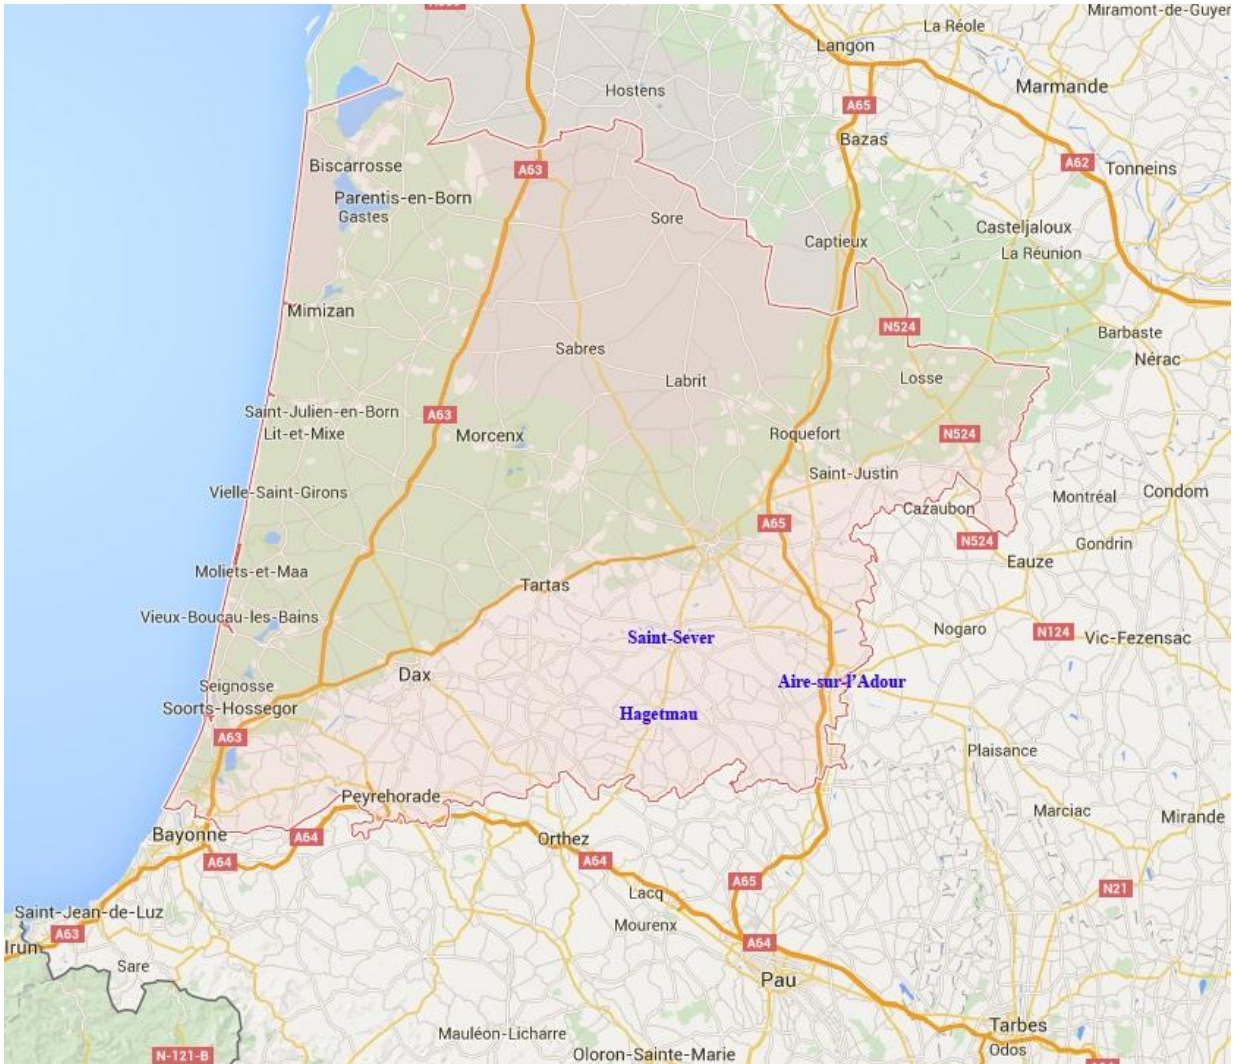 Miramont-de-Guyer
La Réole
Langon
Marmande
Hostens
A65
Bazas
A62
Tonneins
A63
Biscarrosse
Parentis-en-Born
Gastes
Sore
Casteljaloux
Captieux
La Réunion
Mimizan
N524
Barbaste
Nérac
Sabres
Labrit
Losse
Saint-Julien-en-Born
A63
Lit-et-Mixe
Morcenx
Roquefort
N524
Saint-Justin
Vielle-Saint-Girons
Montréal
Condom
Cazaubon
A65
N524
Gondrin
Eauze
Moliets-et-Maa
Tartas
Vieux-Boucau-les-Bains
Nogaro
N124
Vic-Fezensac
Saint-Sever
Dax
Aire-sur-l'Adour
Seignosse
Soorts-Hossegor
Hagetmau
A63
Plaisance
Peyrehorade
Marciac
Mirande
Bayonne
A64
Orthez
A64
A64
A65
N21
Lacq
Saint-Jean-de-Luz
Mourenx
A63
Irun
A64
Sare
Pau
Tarbes
Mauléon-Licharre
Odos
N-121-B
Oloron-Sainte-Marie